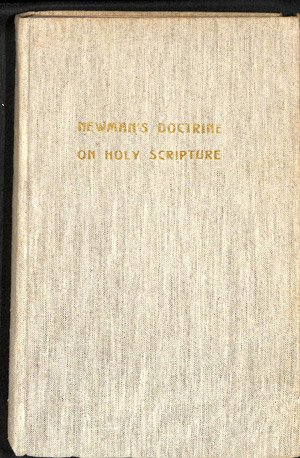 NEWMAN'S DOCTRINE
ON HOLY SCRIPTURE